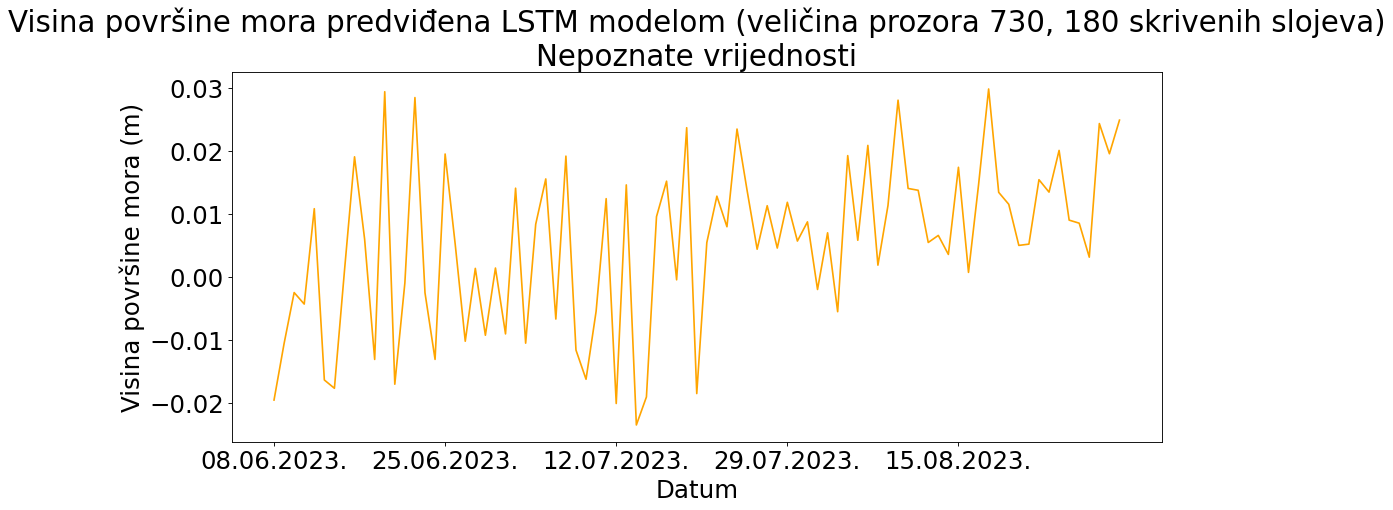 Visina površine mora predviđena LSTM modelom (veličina prozora 730, 180 skrivenih slojeva)
Nepoznate vrijednosti
Visina površine mora (m)
0.03
0.02
0.01
0.00
−0.01
−0.02
08.06.2023. 25.06.2023. 12.07.2023. 29.07.2023. 15.08.2023.
Datum